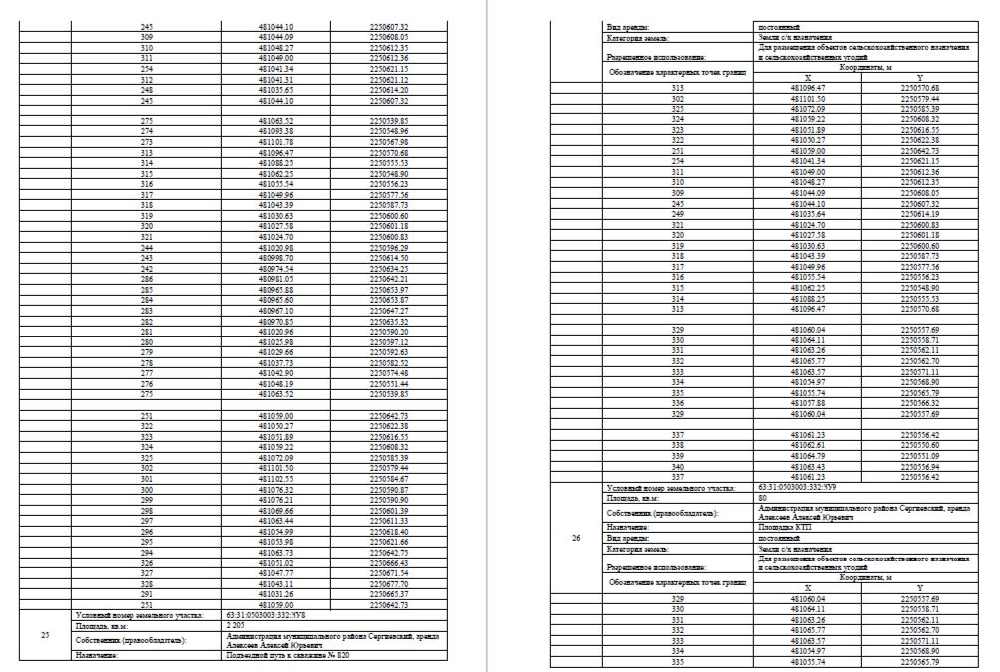 245 481044.10 2250607.32
309 481044.09 2250608.05
310 481048.27 2250612.35
311 481049.00 2250612.36
254 481041.34 2250621.15
312 481041.31 2250621.12
248 481035.65 2250614.20
245 481044.10 2250607.32
275 481063.52 2250539.85
274 481093.38 2250548.96
273 481101.78 2250567.98
313 481096.47 2250570.68
314 481088.25 2250555.53
315 481062.25 2250548.90
316 481055.54 2250556.23
317 481049.96 2250577.56
318 481043.39 2250587.73
319 481030.63 2250600.60
320 481027.58 2250601.18
321 481024.70 2250600.83
244 481020.98 2250596.29
243 480998.70 2250614.50
242 480974.54 2250634.25
286 480981.05 2250642.21
285 480965.88 2250653.97
284 480965.60 2250653.87
283 480967.10 2250647.27
282 480970.85 2250635.32
281 481020.96 2250590.20
280 481025.98 2250597.12
279 481029.66 2250592.63
278 481037.73 2250582.52
277 481042.90 2250574.48
276 481048.19 2250551.44
275 481063.52 2250539.85
251 481059.00 2250642.73
322 481050.27 2250622.38
323 481051.89 2250616.55
324 481059.22 2250608.32
325 481072.09 2250585.39
302 481101.50 2250579.44
301 481102.55 2250584.67
300 481076.32 2250590.87
299 481076.21 2250590.90
298 481069.66 2250601.39
297 481063.44 2250611.33
296 481054.99 2250618.40
295 481053.98 2250621.66
294 481063.73 2250642.75
326 481051.02 2250666.43
327 481047.77 2250671.54
328 481043.11 2250677.70
291 481031.26 2250665.37
251 481059.00 2250642.73
25
Условный номер земельного участка: 63:31:0503003:332:ЗУ8
Площадь, кв.м: 2 205
Собственник (правообладатель): Администрация муниципального района Сергиевский, аренда
Алексеев Алексей Юрьевич
Назначение: Подъездной путь к скважине № 820
Вид аренды: постоянный
Категория земель: Земли с/х назначения
Разрешенное использование: Для размещения объектов сельскохозяйственного назначения
и сельскохозяйственных угодий
Обозначение характерных точек границ Координаты, м
X Y
313 481096.47 2250570.68
302 481101.50 2250579.44
325 481072.09 2250585.39
324 481059.22 2250608.32
323 481051.89 2250616.55
322 481050.27 2250622.38
251 481059.00 2250642.73
254 481041.34 2250621.15
311 481049.00 2250612.36
310 481048.27 2250612.35
309 481044.09 2250608.05
245 481044.10 2250607.32
249 481035.64 2250614.19
321 481024.70 2250600.83
320 481027.58 2250601.18
319 481030.63 2250600.60
318 481043.39 2250587.73
317 481049.96 2250577.56
316 481055.54 2250556.23
315 481062.25 2250548.90
314 481088.25 2250555.53
313 481096.47 2250570.68
329 481060.04 2250557.69
330 481064.11 2250558.71
331 481063.26 2250562.11
332 481065.77 2250562.70
333 481063.57 2250571.11
334 481054.97 2250568.90
335 481055.74 2250565.79
336 481057.88 2250566.32
329 481060.04 2250557.69
337 481061.23 2250556.42
338 481062.61 2250550.60
339 481064.79 2250551.09
340 481063.43 2250556.94
337 481061.23 2250556.42
26
Условный номер земельного участка: 63:31:0503003:332:ЗУ9
Площадь, кв.м: 80
Собственник (правообладатель): Администрация муниципального района Сергиевский, аренда
Алексеев Алексей Юрьевич
Назначение: Площадка КТП
Вид аренды: постоянный
Категория земель: Земли с/х назначения
Разрешенное использование: Для размещения объектов сельскохозяйственного назначения
и сельскохозяйственных угодий
Обозначение характерных точек границ Координаты, м
X Y
329 481060.04 2250557.69
330 481064.11 2250558.71
331 481063.26 2250562.11
332 481065.77 2250562.70
333 481063.57 2250571.11
334 481054.97 2250568.90
335 481055.74 2250565.79